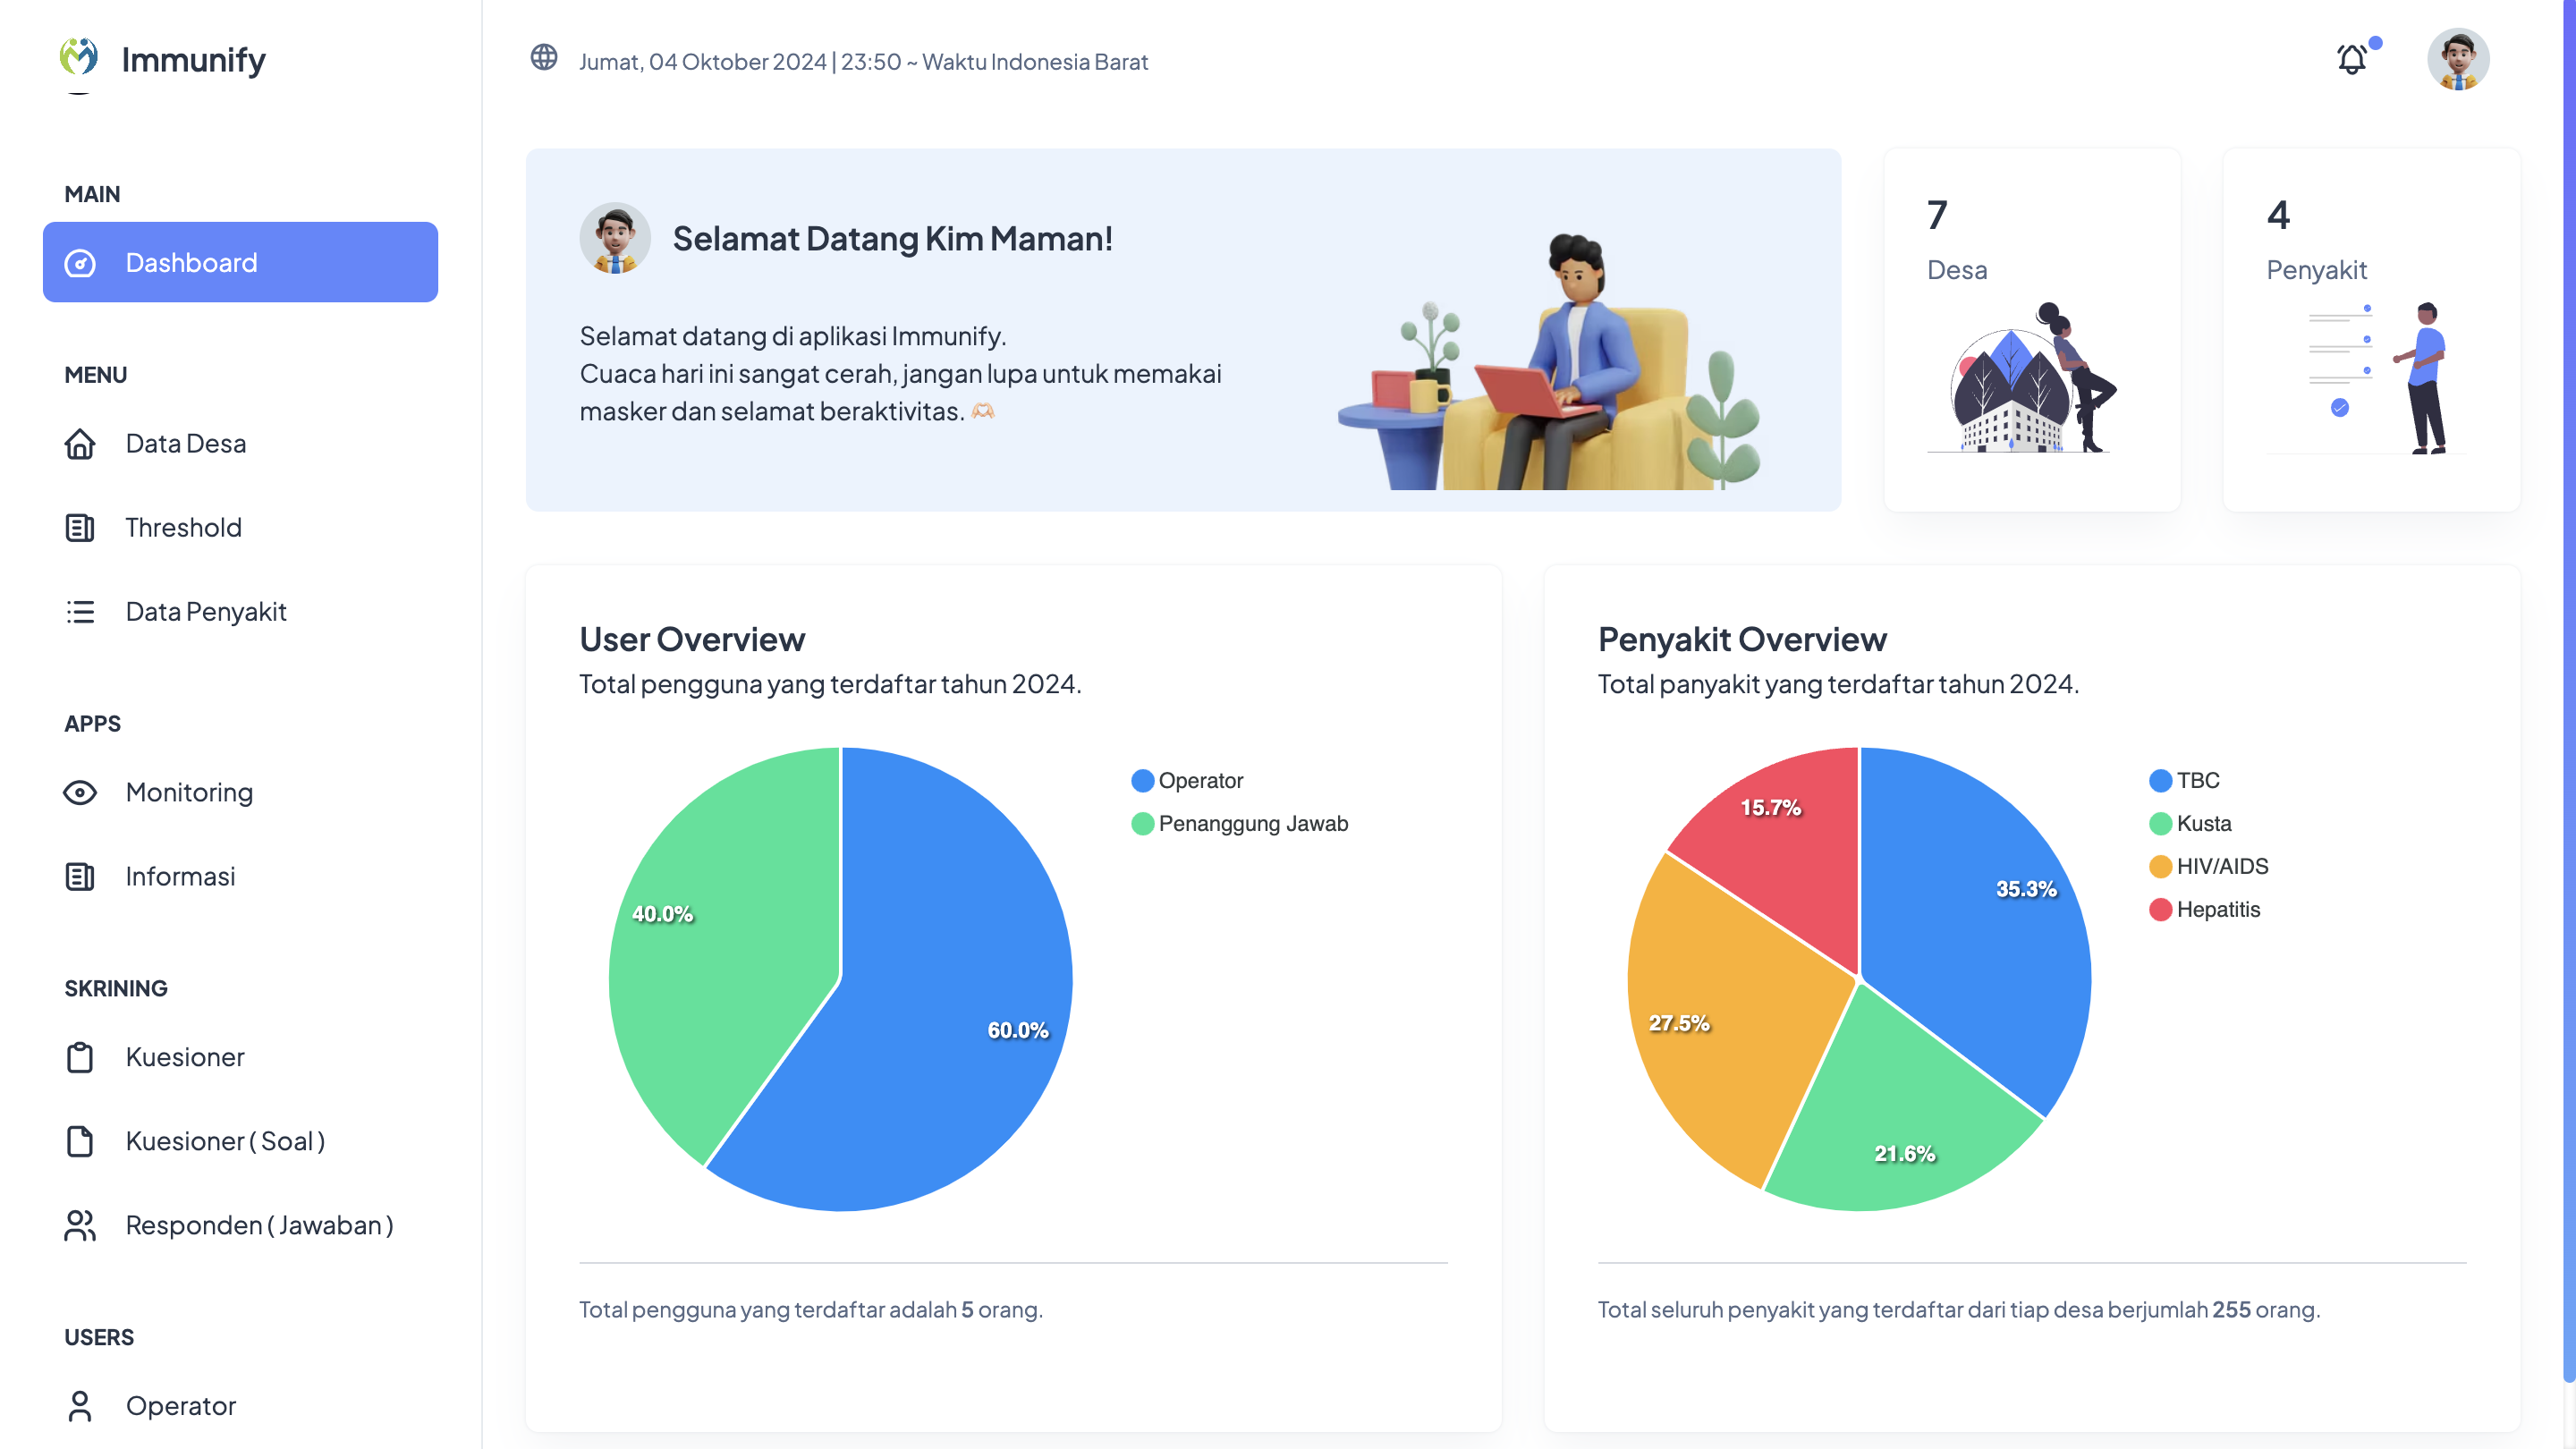 Immunify
MAIN
Dashboard
MENU
Data Desa
Threshold
Data Penyakit
APPS
Monitoring
Informasi
SKRINING
Kuesioner
Kuesioner ( Soal )
Responden ( Jawaban )
USERS
Operator
Jumat, 04 Oktober 2024 | 23:50 ~ Waktu Indonesia Barat
Selamat Datang Kim Maman!
Selamat datang di aplikasi Immunify.
Cuaca hari ini sangat cerah, jangan lupa untuk memakai
masker dan selamat beraktivitas. 🫶🏻
7
Desa
4
Penyakit
User Overview
Total pengguna yang terdaftar tahun 2024.
40.0%
60.0%
Operator
Penanggung Jawab
Total pengguna yang terdaftar adalah 5 orang.
Penyakit Overview
Total panyakit yang terdaftar tahun 2024.
15.7%
35.3%
27.5%
21.6%
TBC
Kusta
HIV/AIDS
Hepatitis
Total seluruh penyakit yang terdaftar dari tiap desa berjumlah 255 orang.